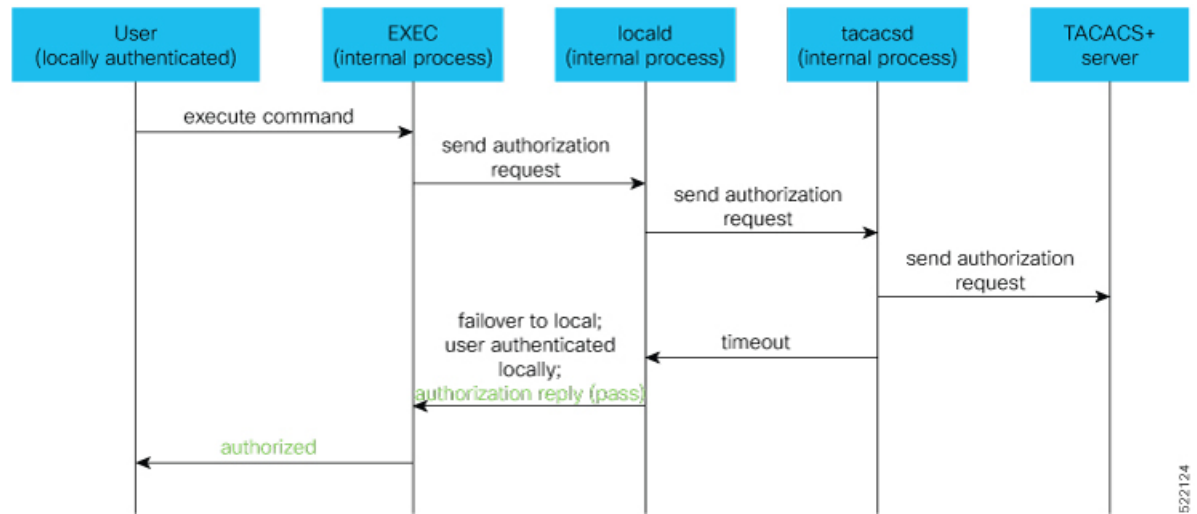 User
(locally authenticated)
EXEC
(internal process)
locald
(internal process)
tacacsd
(internal process)
TACACS+
server
execute command
send authorization
request
send authorization
request
send authorization
request
timeout
failover to local;
user authenticated
locally;
authorization reply (pass)
authorized
522124